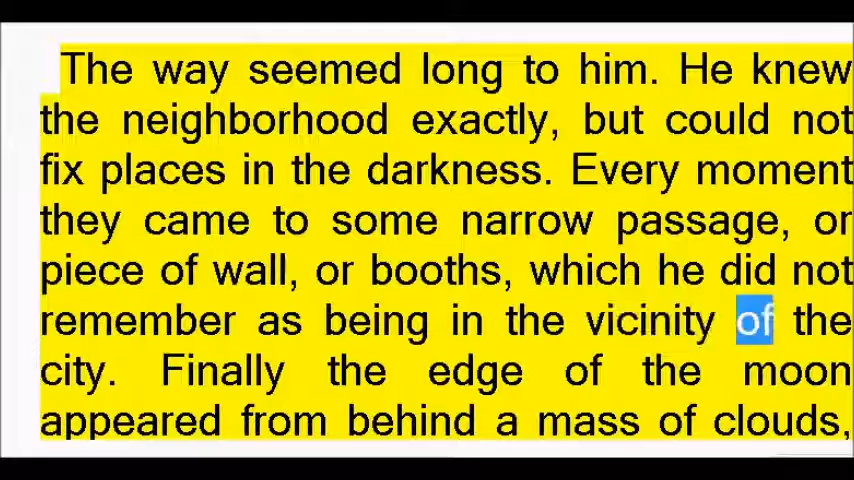 The way seemed long to him. He knew
the neighborhood exactly, but could not
fix places in the darkness. Every moment
they came to some narrow passage, or
piece of wall, or booths, which he did not
remember as being in the vicinity of the
city. Finally the edge of the moon
appeared from behind a mass of clouds,